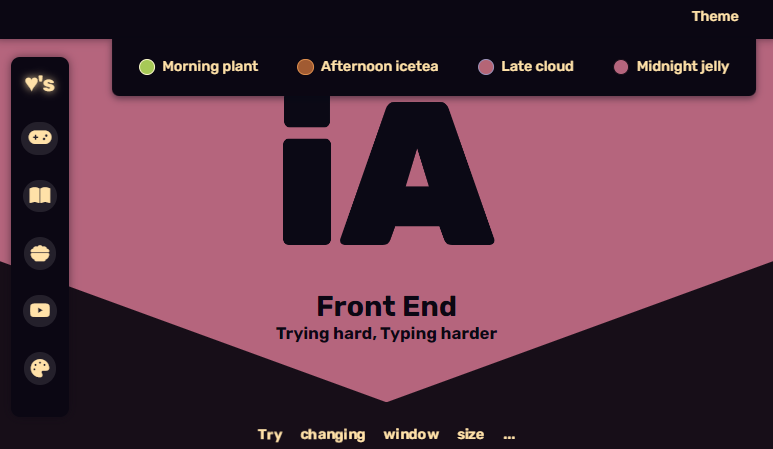 Theme
Morning plant Afternoon icetea Late cloud Midnight jelly
♥'s
iA
Front End
Trying hard, Typing harder
Try changing window size ...